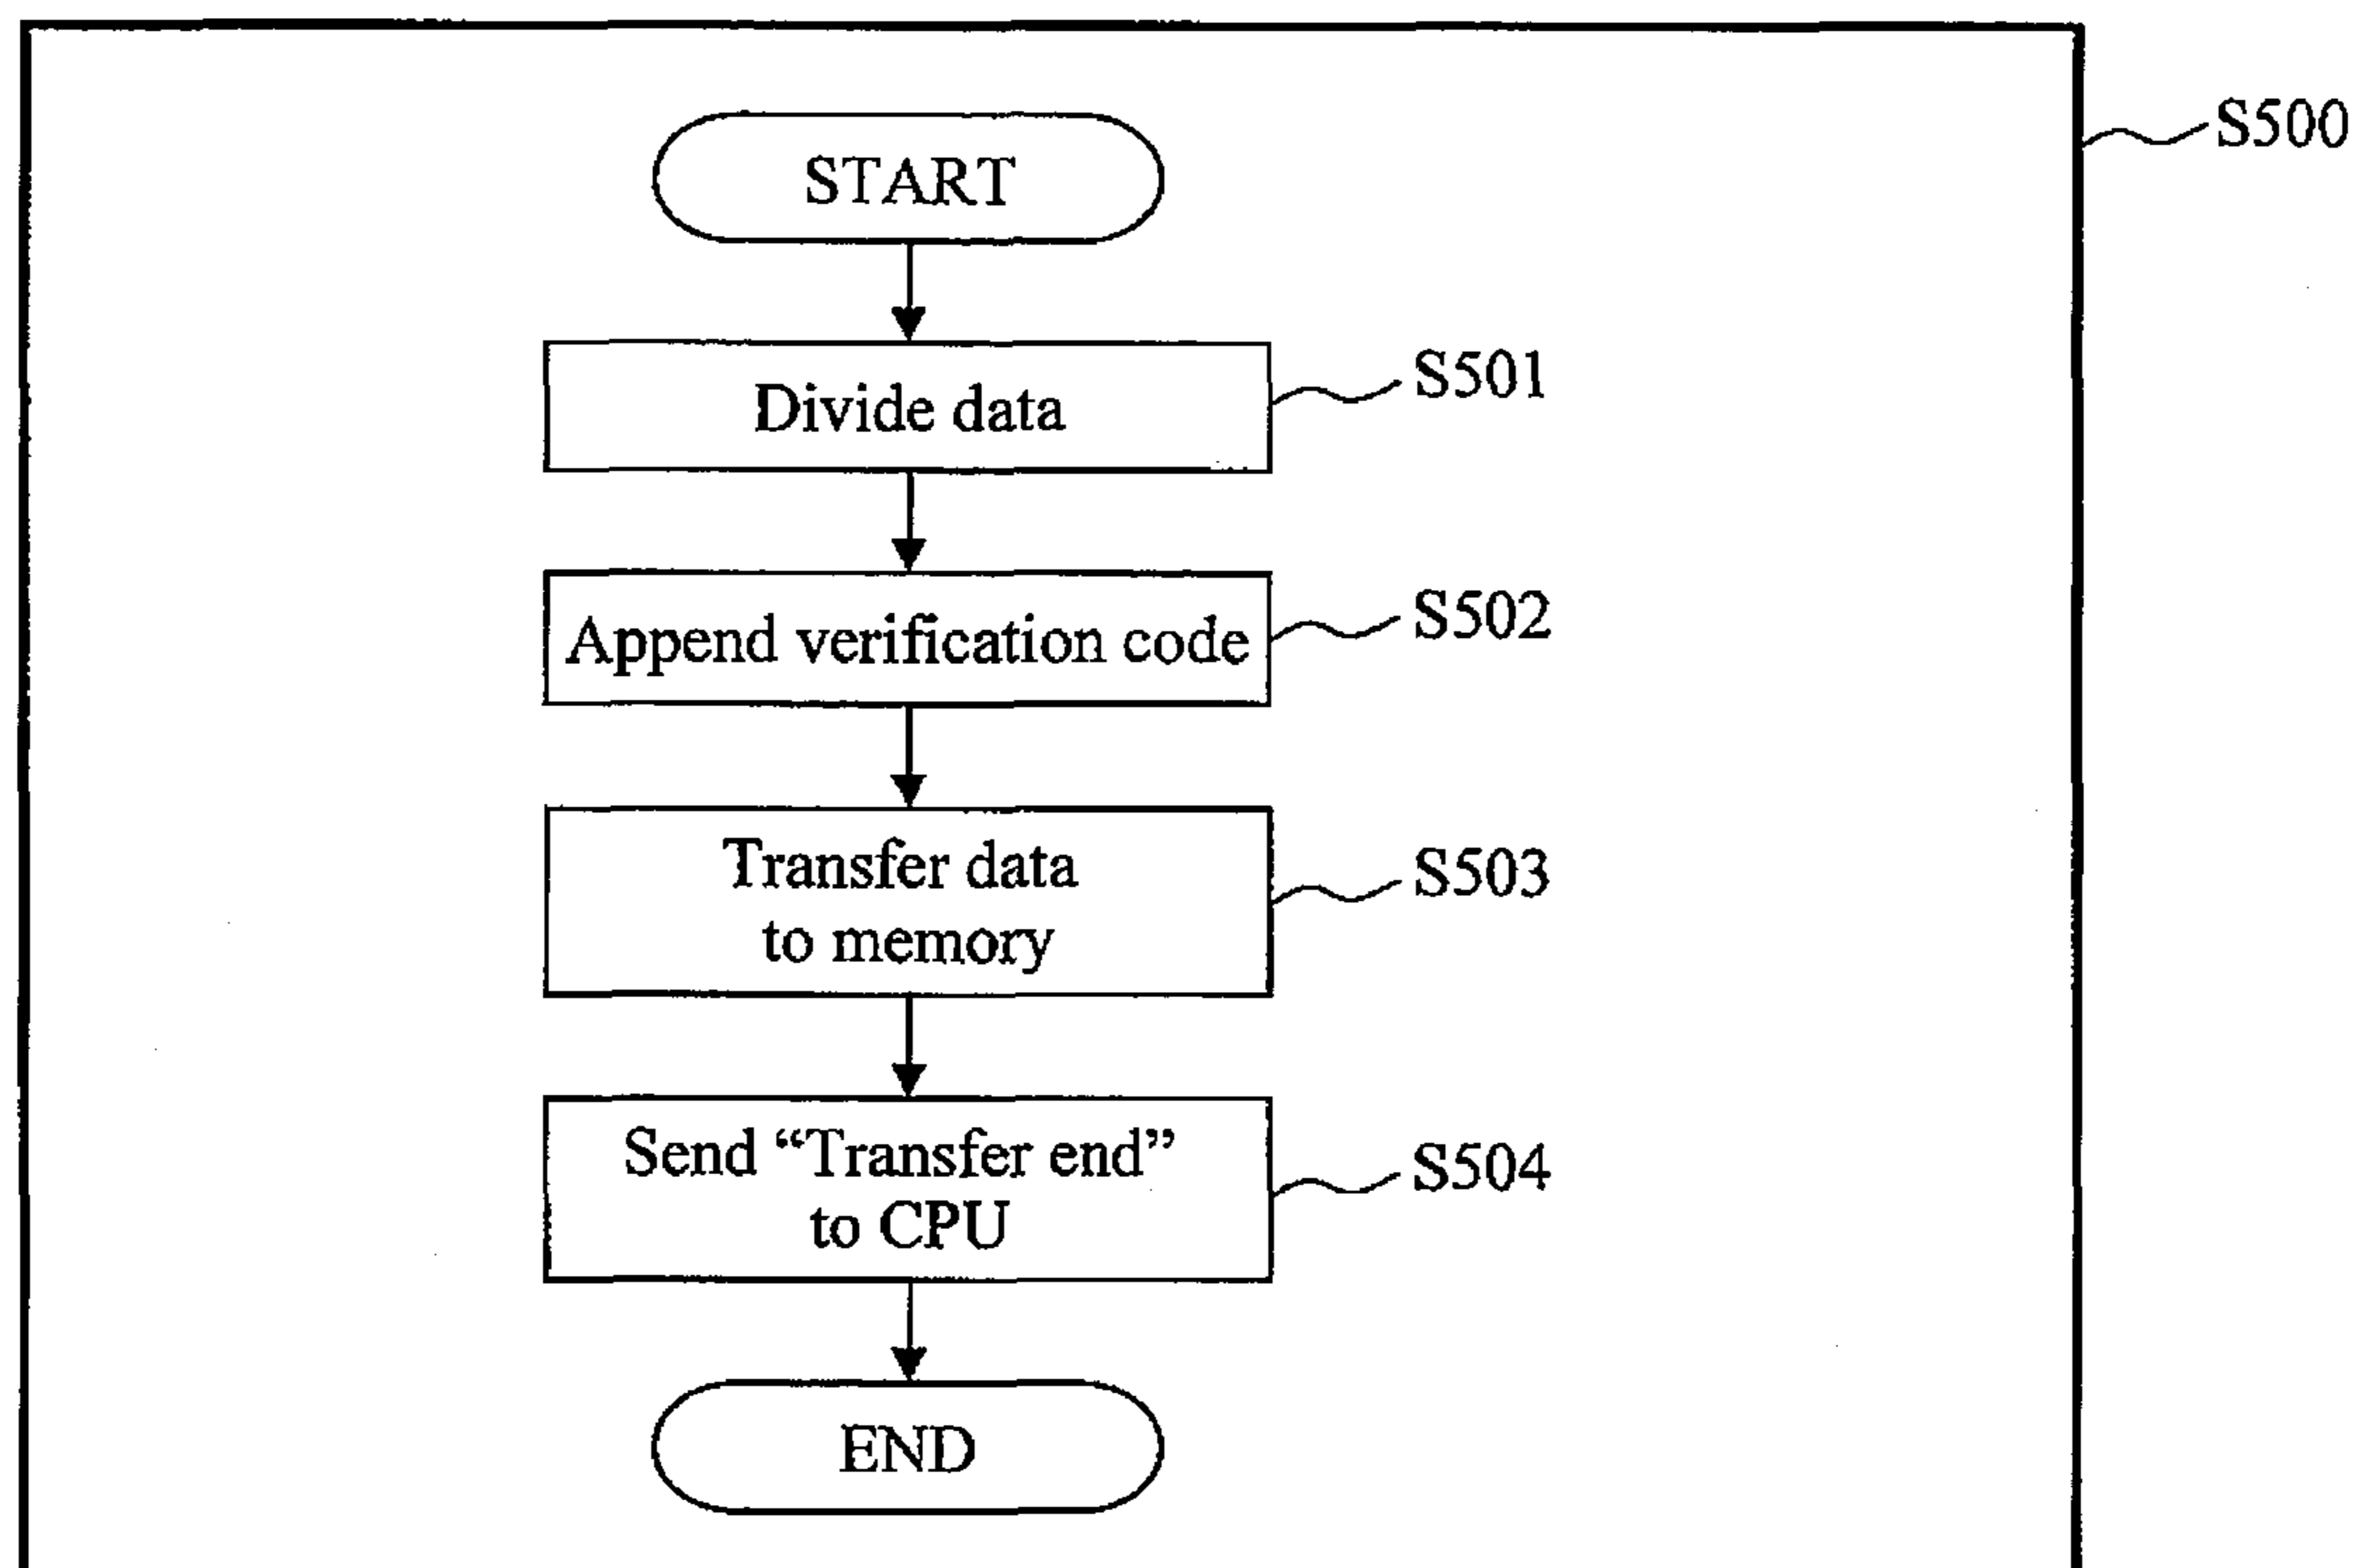 S500
START
Divide data
S501
Append verification code
S502
Transfer data
to memory
S503
Send “Transfer end”
to CPU
S504
END